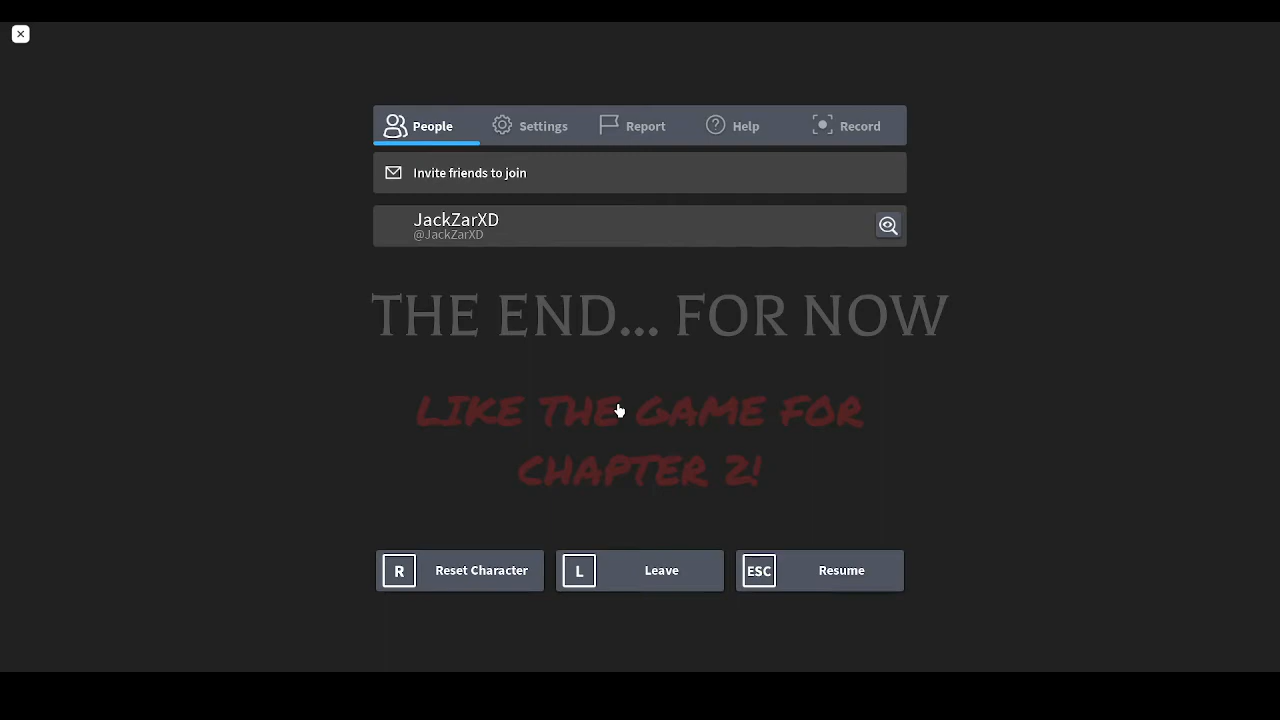 People Settings Report Help Record
Invite friends to join
JackZarXD
@JackZarXD
THE END... FOR NOW
LIKE THE GAME FOR
CHAPTER 2!
R Reset Character L Leave ESC Resume